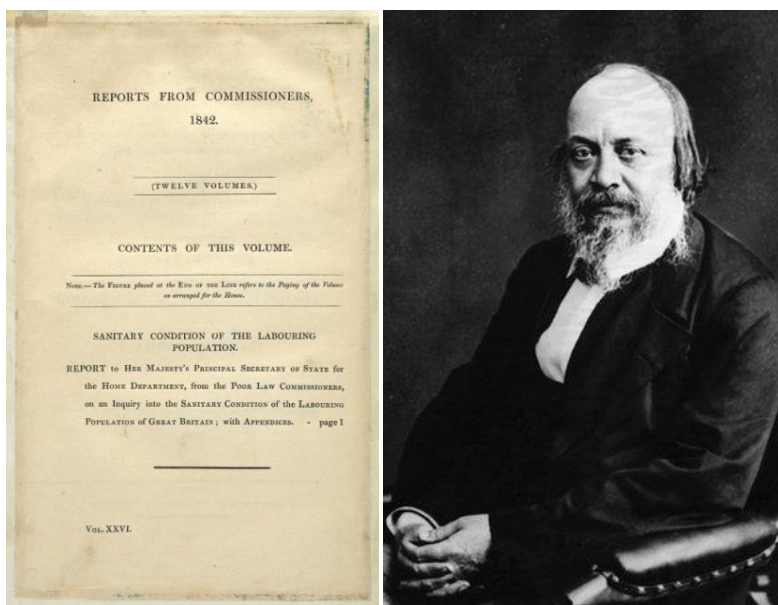 REPORTS FROM COMMISSIONERS,
1842.
(TWELVE VOLUMES.)
CONTENTS OF THIS VOLUME.
Note.—The Figure placed at the End of the Line refers to the Paging of the Volume
as arranged for the House.
SANITARY CONDITION OF THE LABOURING
POPULATION.
REPORT to Her Majesty's Principal Secretary of State for
the Home Department, from the Poor Law Commissioners,
on an Inquiry into the Sanitary Condition of the Labouring
Population of Great Britain; with Appendices. - page 1
Vol. XXVI.